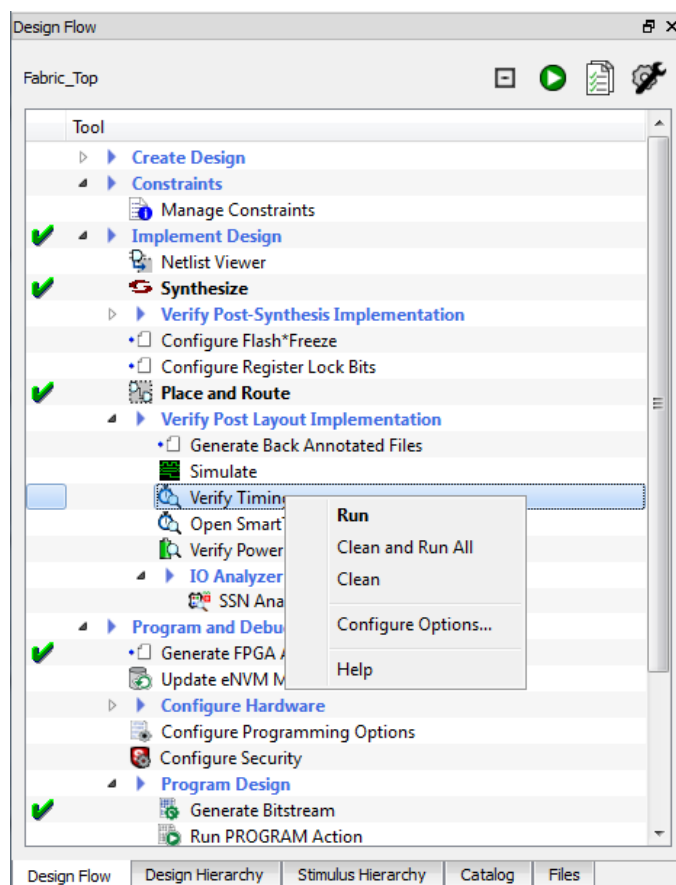 Design Flow
Fabric_Top
Tool
Create Design
Constraints
Manage Constraints
Implement Design
Netlist Viewer
Synthesize
Verify Post-Synthesis Implementation
Configure Flash*Freeze
Configure Register Lock Bits
Place and Route
Verify Post Layout Implementation
Generate Back Annotated Files
Simulate
Verify Timing
Run
Open Smart
Clean and Run All
Verify Power
Clean
IO Analyzer
SSN Ana
Configure Options...
Program and Debu
Generate FPGA A
Help
Update eNVM M
Configure Hardware
Configure Programming Options
Configure Security
Program Design
Generate Bitstream
Run PROGRAM Action
Design Flow Design Hierarchy Stimulus Hierarchy Catalog Files